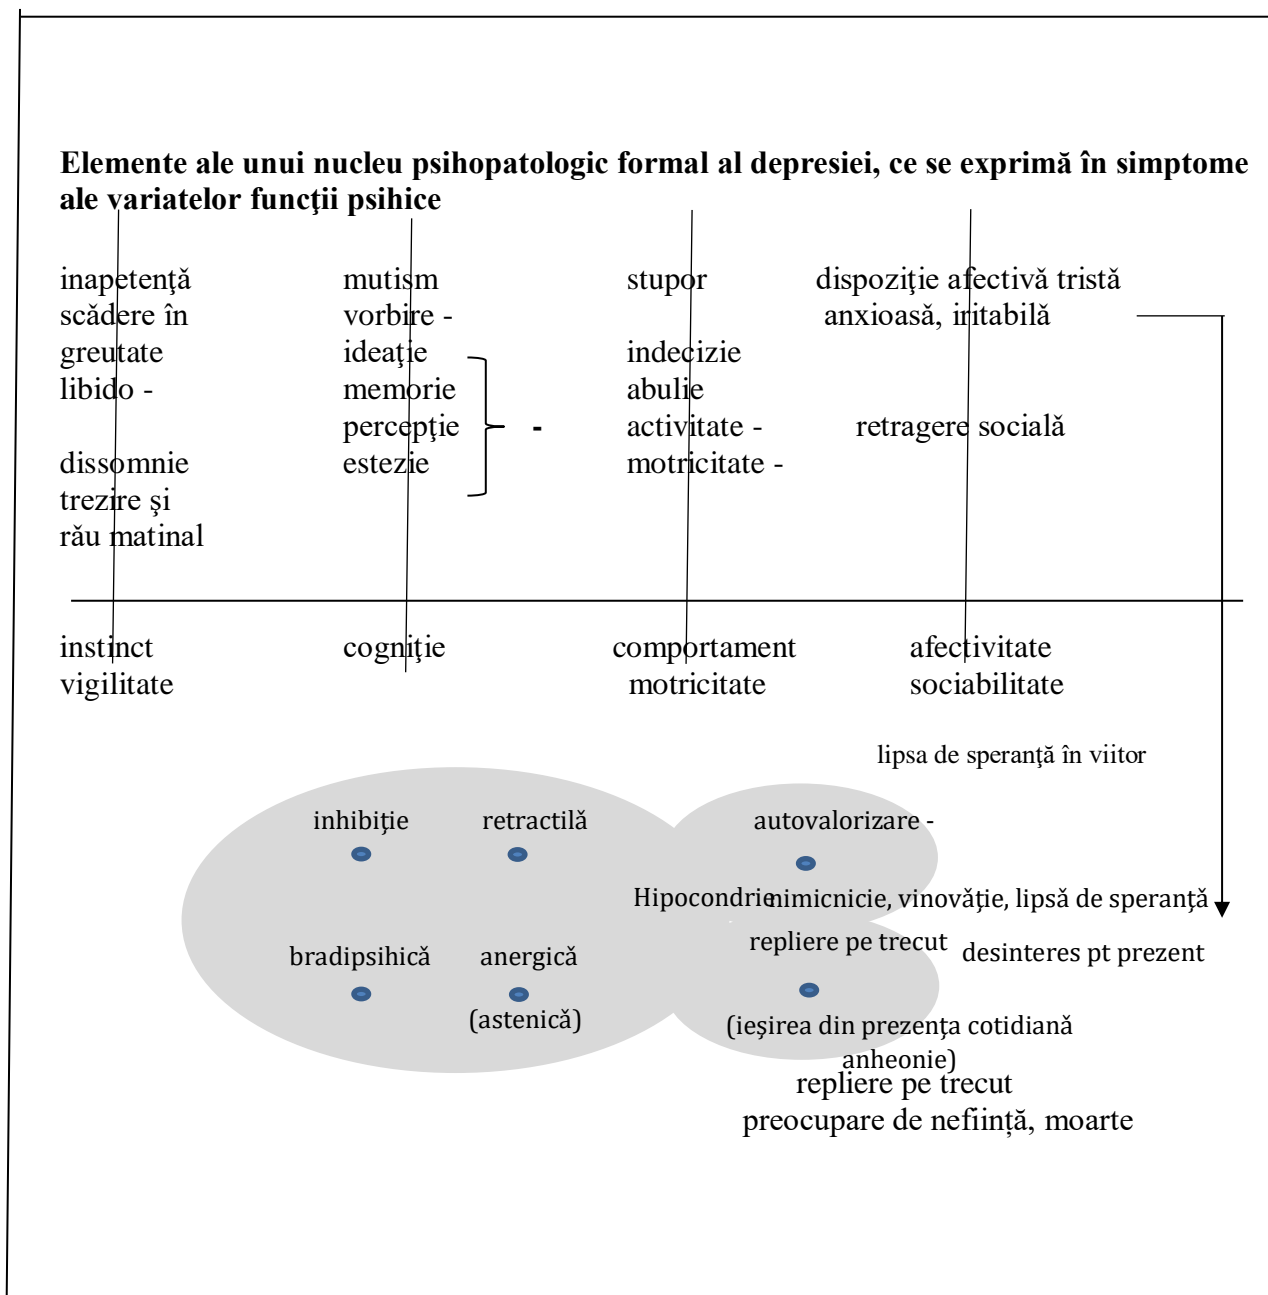 Elemente ale unui nucleu psihopatologic formal al depresiei, ce se exprimă în simptome
ale variatelor funcţii psihice
inapetenţă
scădere în
greutate
libido -
dissomnie
trezire şi
rău matinal
mutism
vorbire -
ideaţie
memorie
percepţie
estezie
-
stupor
indecizie
abulie
activitate -
motricitate -
dispoziţie afectivă tristă
anxioasă, iritabilă
retragere socială
instinct
vigilitate
cogniţie
comportament
motricitate
afectivitate
sociabilitate
lipsa de speranţă în viitor
inhibiţie
retractilă
autovalorizare -
Hipocondrie
nimicnicie, vinovăţie, lipsă de speranţă
bradipsihică
anergică
(astenică)
repliere pe trecut
desinteres pt prezent
(ieşirea din prezenţa cotidiană
anheonie)
repliere pe trecut
preocupare de neființă, moarte